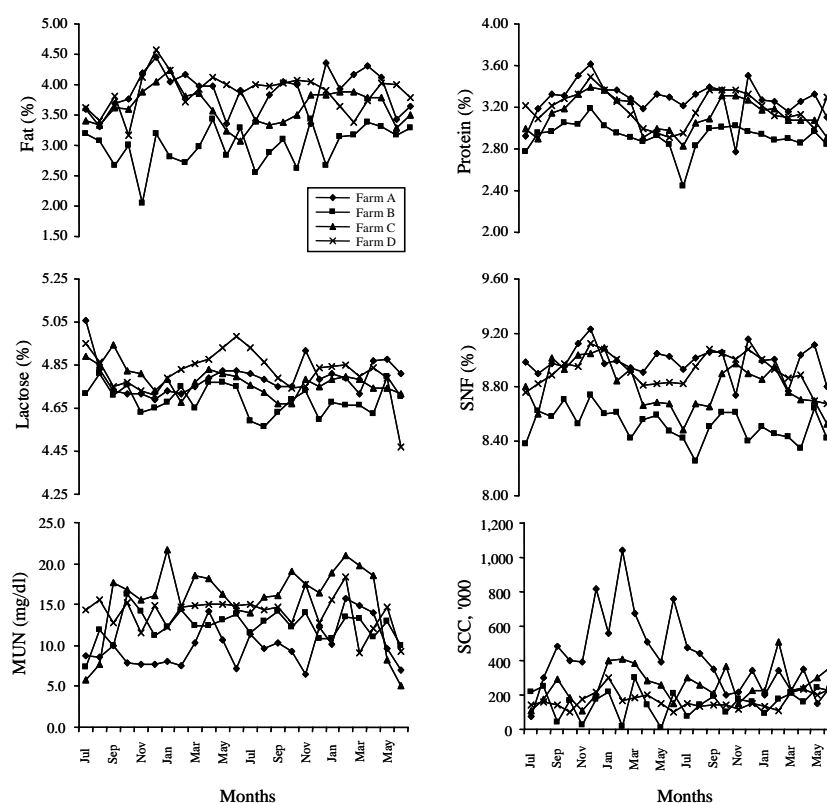 Fat (%)
5.00
4.50
4.00
3.50
3.00
2.50
2.00
1.50
Farm A
Farm B
Farm C
Farm D
Protein (%)
4.00
3.60
3.20
2.80
2.40
2.00
Lactose (%)
5.25
5.05
4.85
4.65
4.45
4.25
SNF (%)
9.60
9.20
8.80
8.40
8.00
MUN (mg/dl)
25.0
20.0
15.0
10.0
5.0
0.0
Jul Sep Nov Jan Mar May Jul Sep Nov Jan Mar May
Months
SCC, '000
1,200
1,000
800
600
400
200
0
Jul Sep Nov Jan Mar May Jul Sep Nov Jan Mar May
Months